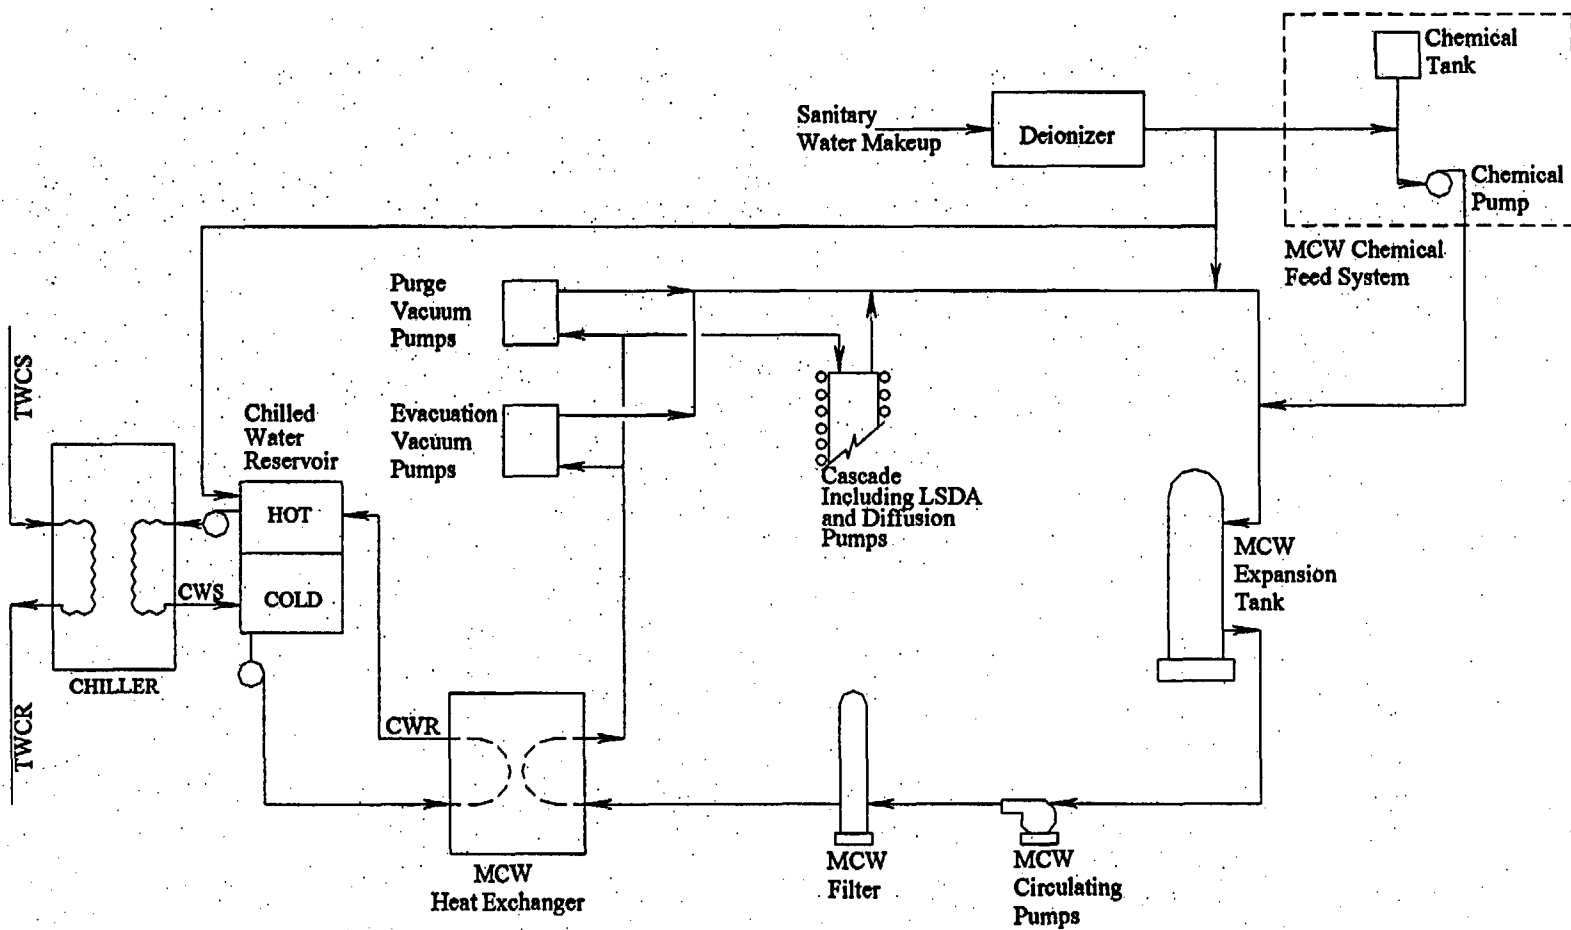 Chemical
Tank
Sanitary
Water Makeup
Deionizer
Chemical
Pump
MCW Chemical
Feed System
Purge
Vacuum
Pumps
TWCS
Chilled
Water
Reservoir
Evacuation
Vacuum
Pumps
Cascade
Including LSDA
and Diffusion
Pumps
HOT
COLD
CWS
MCW
Expansion
Tank
CHILLER
TWCR
CWR
MCW
Heat Exchanger
MCW
Filter
MCW
Circulating
Pumps